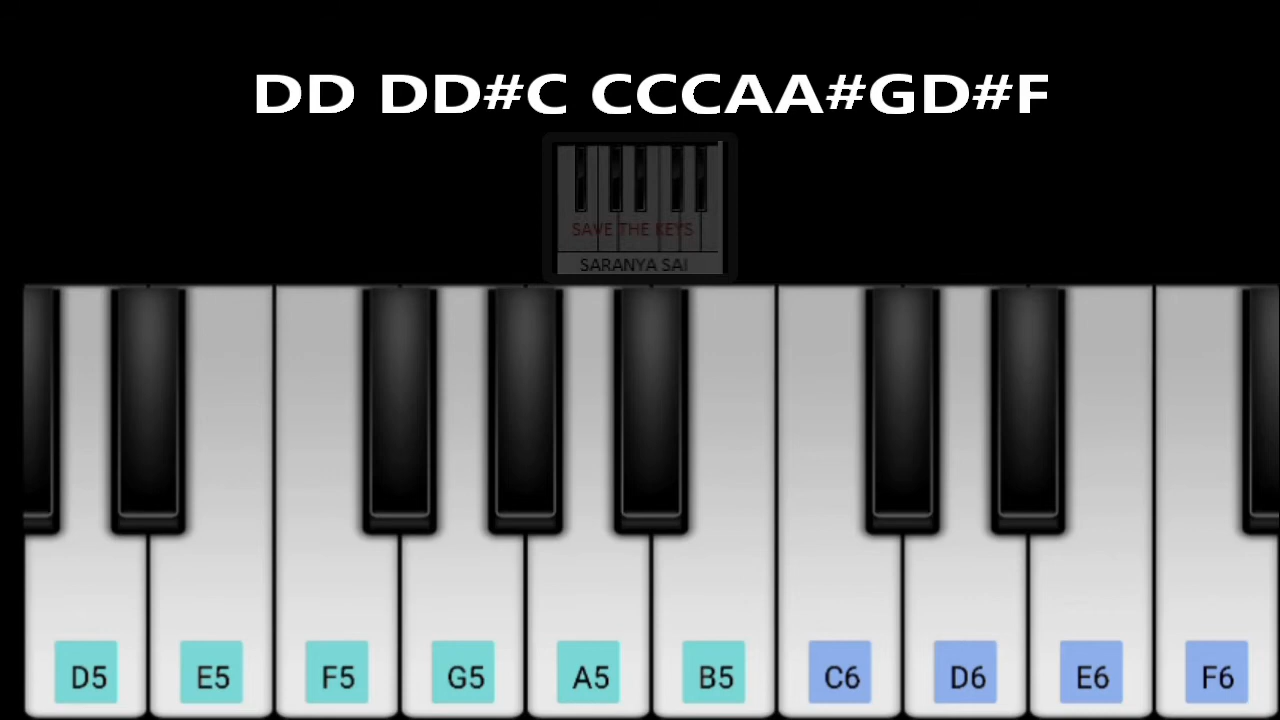 DD DD#C CCCAA#GD#F
SAVE THE KEYS
SARANYA SAI
D5 E5 F5 G5 A5 B5 C6 D6 E6 F6